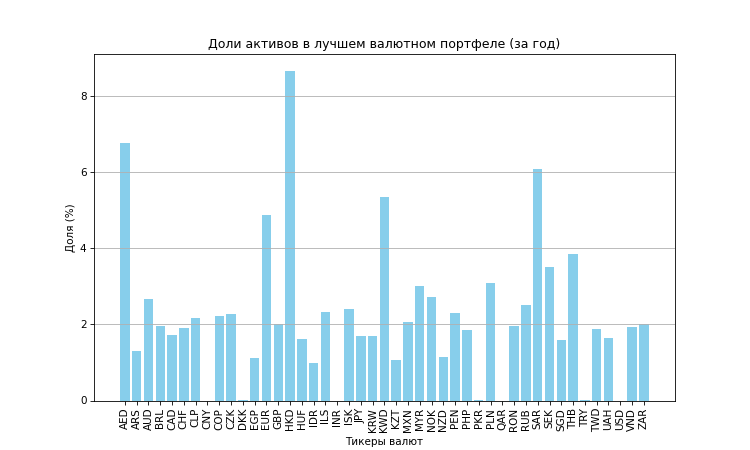 Доли активов в лучшем валютном портфеле (за год)
Доля (%)
8
6
4
2
0
AED ARS AUD BRL CAD CHF CLP CNY COP CZK DKK EGP EUR GBP HKD HUF IDR ILS INR ISK JPY KRW KWD KZT MXN MYR NOK NZD PEN PHP PKR PLN QAR RON RUB SAR SEK SGD THB TRY TWD UAH USD VND ZAR
Тикеры валют